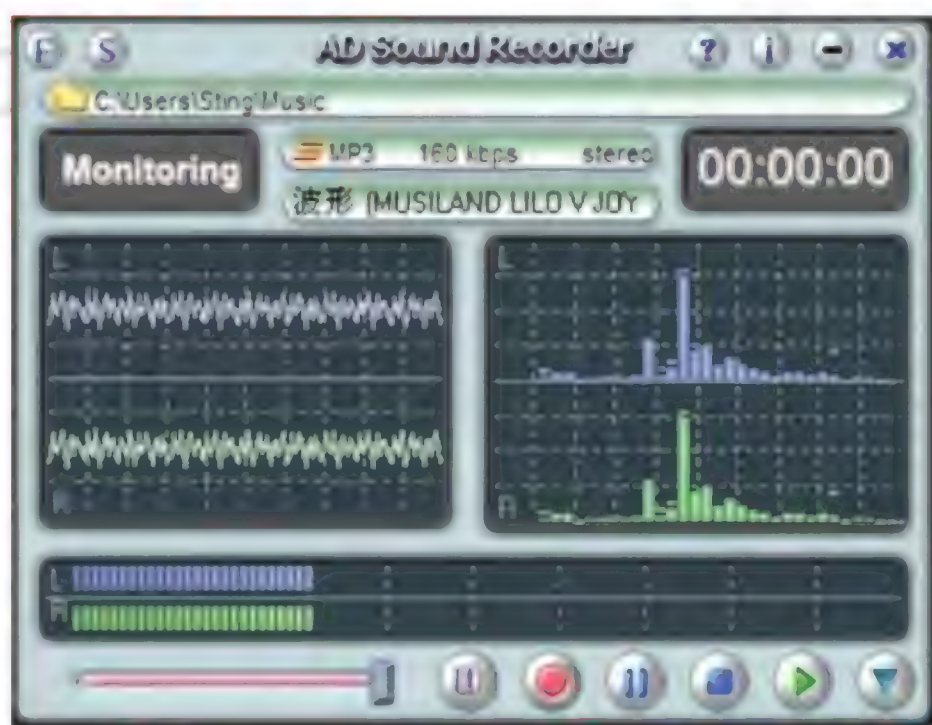 F S AD Sound Recorder ? i
C:\Users\Sting\Music
Monitoring
MP3 160 kbps stereo
00:00:00
波形 (MUSILAND LILO V JOY
L
R
L
R
L
R